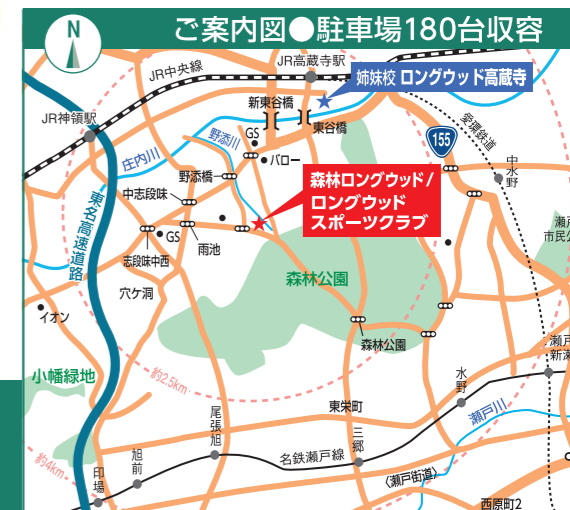 ご案内図●駐車場180台収容
N
JR中央線
JR高蔵寺駅
姉妹校 ロングウッド高蔵寺
JR神領駅
新東谷橋
東谷橋
155
愛環鉄道
野添川
GS
庄内川
バロー
中水野
野添橋
森林ロングウッド/
ロングウッド
スポーツクラブ
中志段味
東名高速道路
GS
雨池
志段味中西
市民公
穴ケ洞
森林公園
イオン
森林公園
小幡緑地
約2.5km
水野
東栄町
尾張旭
瀬戸川
三郷
旭前
名鉄瀬戸線
約4km
印場
(瀬戸街道)
西原町2